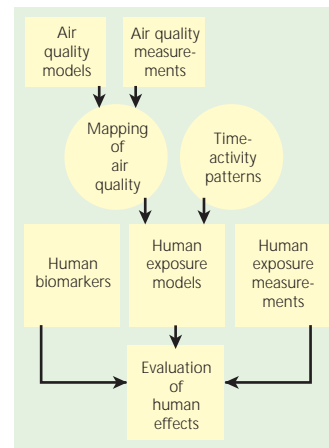 Air
quality
models
Air quality
measure-
ments
Mapping
of
air
quality
Time-
activity
patterns
Human
biomarkers
Human
exposure
models
Human
exposure
measure-
ments
Evaluation
of
human
effects